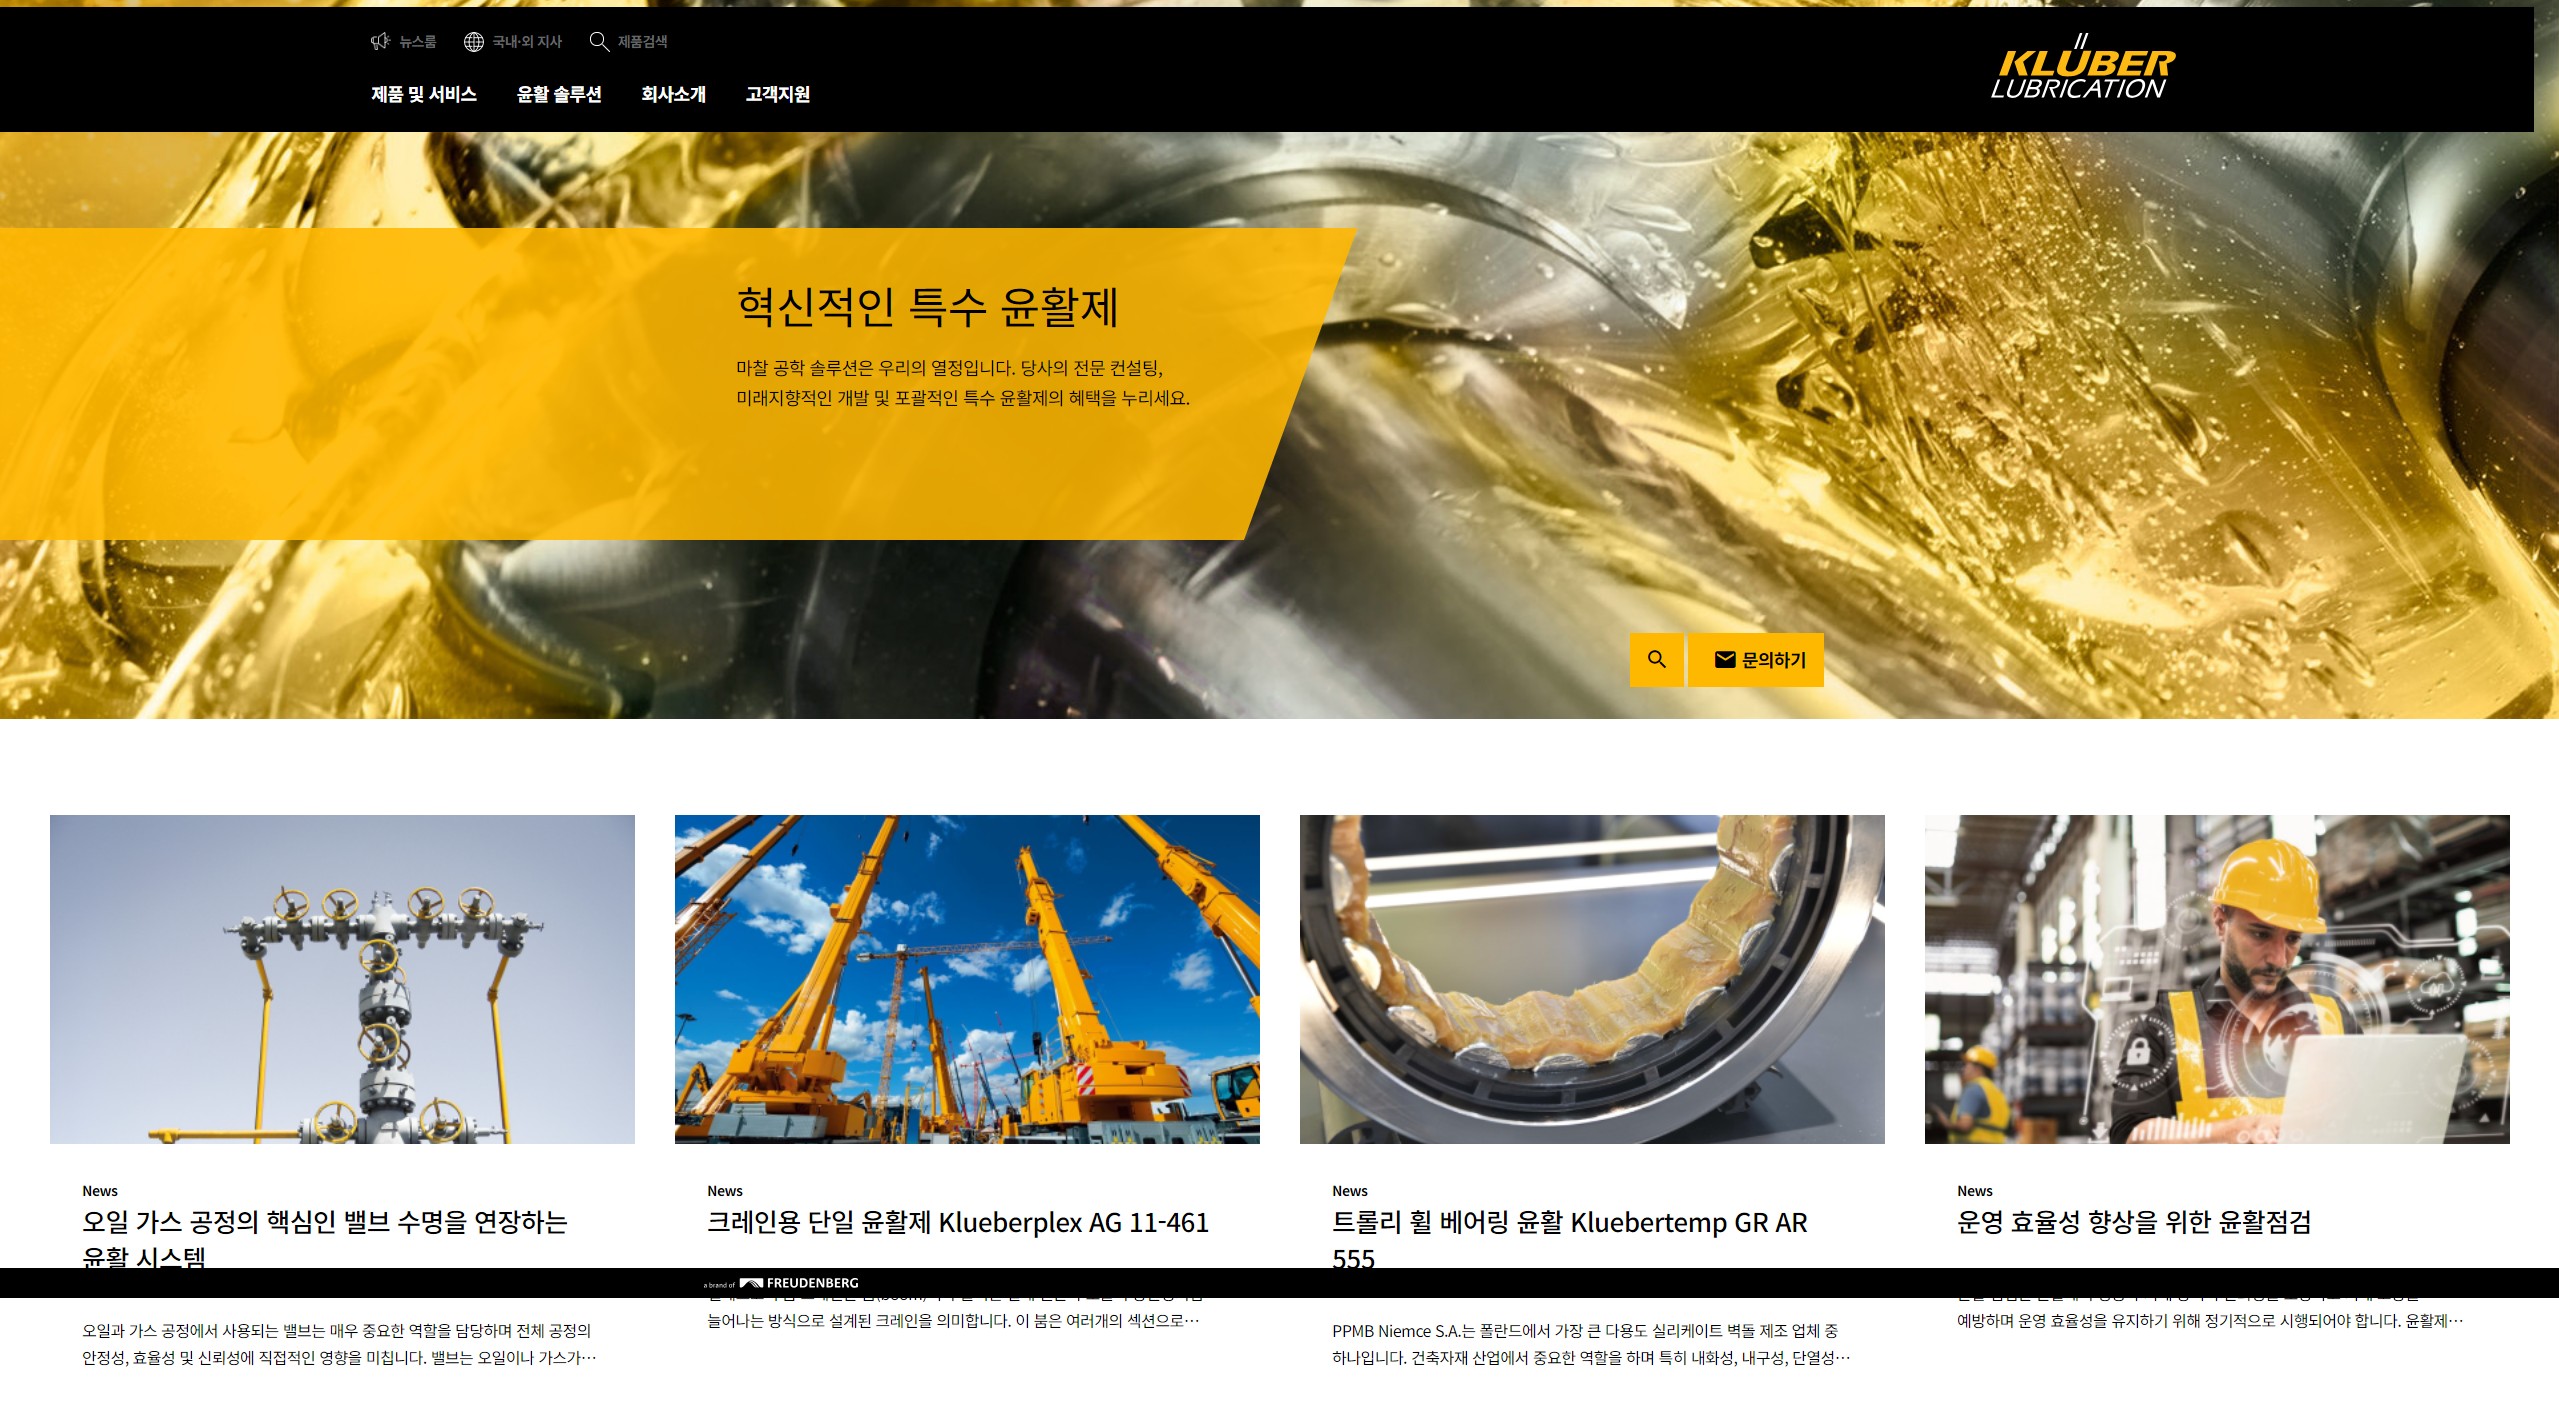 뉴스룸
국내·외 지사
제품검색
제품 및 서비스
윤활 솔루션
회사소개
고객지원
KLÜBER
LUBRICATION
혁신적인 특수 윤활제
마찰 공학 솔루션은 우리의 열정입니다. 당사의 전문 컨설팅,
미래지향적인 개발 및 포괄적인 특수 윤활제의 혜택을 누리세요.
문의하기
News
오일 가스 공정의 핵심인 밸브 수명을 연장하는
윤활 시스템
오일과 가스 공정에서 사용되는 밸브는 매우 중요한 역할을 담당하며 전체 공정의
안정성, 효율성 및 신뢰성에 직접적인 영향을 미칩니다. 밸브는 오일이나 가스가…
News
크레인용 단일 윤활제 Klueberplex AG 11-461
늘어나는 방식으로 설계된 크레인을 의미합니다. 이 붐은 여러개의 섹션으로…
News
트롤리 휠 베어링 윤활 Kluebertemp GR AR
555
PPMB Niemce S.A.는 폴란드에서 가장 큰 다용도 실리케이트 벽돌 제조 업체 중
하나입니다. 건축자재 산업에서 중요한 역할을 하며 특히 내화성, 내구성, 단열성…
News
운영 효율성 향상을 위한 윤활점검
예방하며 운영 효율성을 유지하기 위해 정기적으로 시행되어야 합니다. 윤활제…
a brand of FREUDENBERG